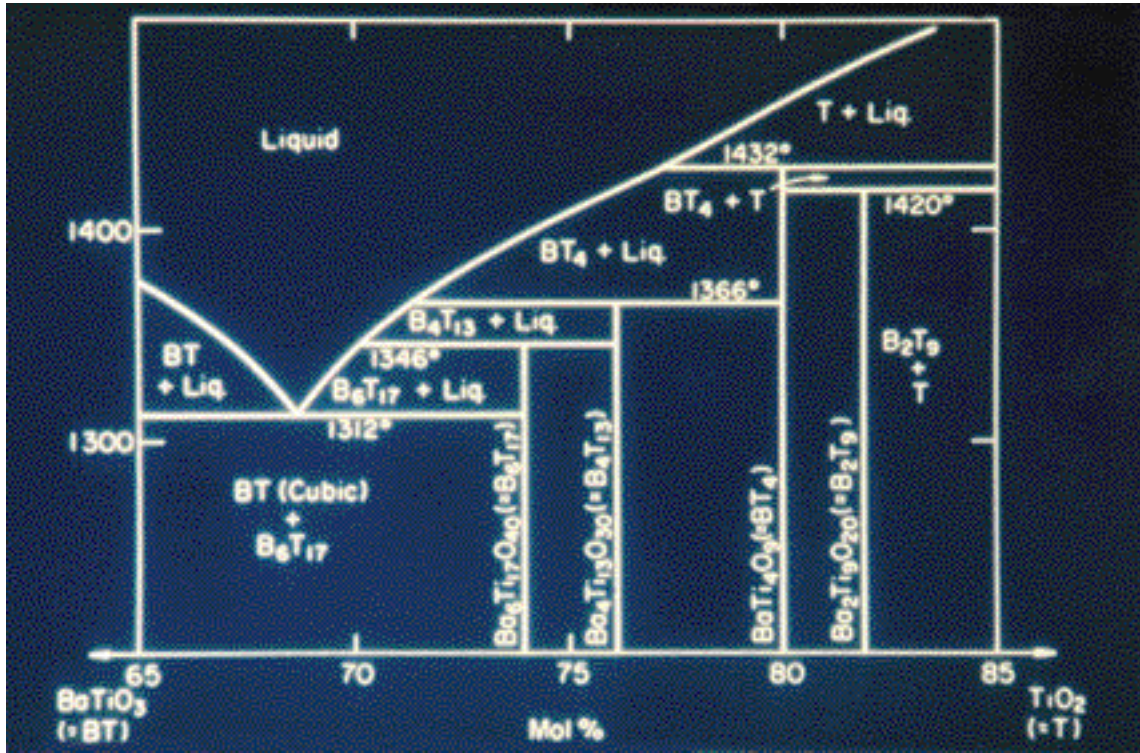 Liquid
T + Liq.
1432°
BT₄ + T
1420°
1400
BT₄ + Liq.
1366°
B₄T₁₃ + Liq.
BT
+ Liq.
1346°
B₆T₁₇ + Liq.
B₂T₉
+
T
1312°
1300
BT (Cubic)
+
B₆T₁₇
Ba₆Ti₁₇O₄₀ (=B₆T₁₇)
Ba₄Ti₁₃O₃₀ (=B₄T₁₃)
BaTi₄O₉ (=BT₄)
Ba₂Ti₉O₂₀ (=B₂T₉)
65 70 75 80 85
BaTiO₃
(=BT)
Mol %
TiO₂
(=T)